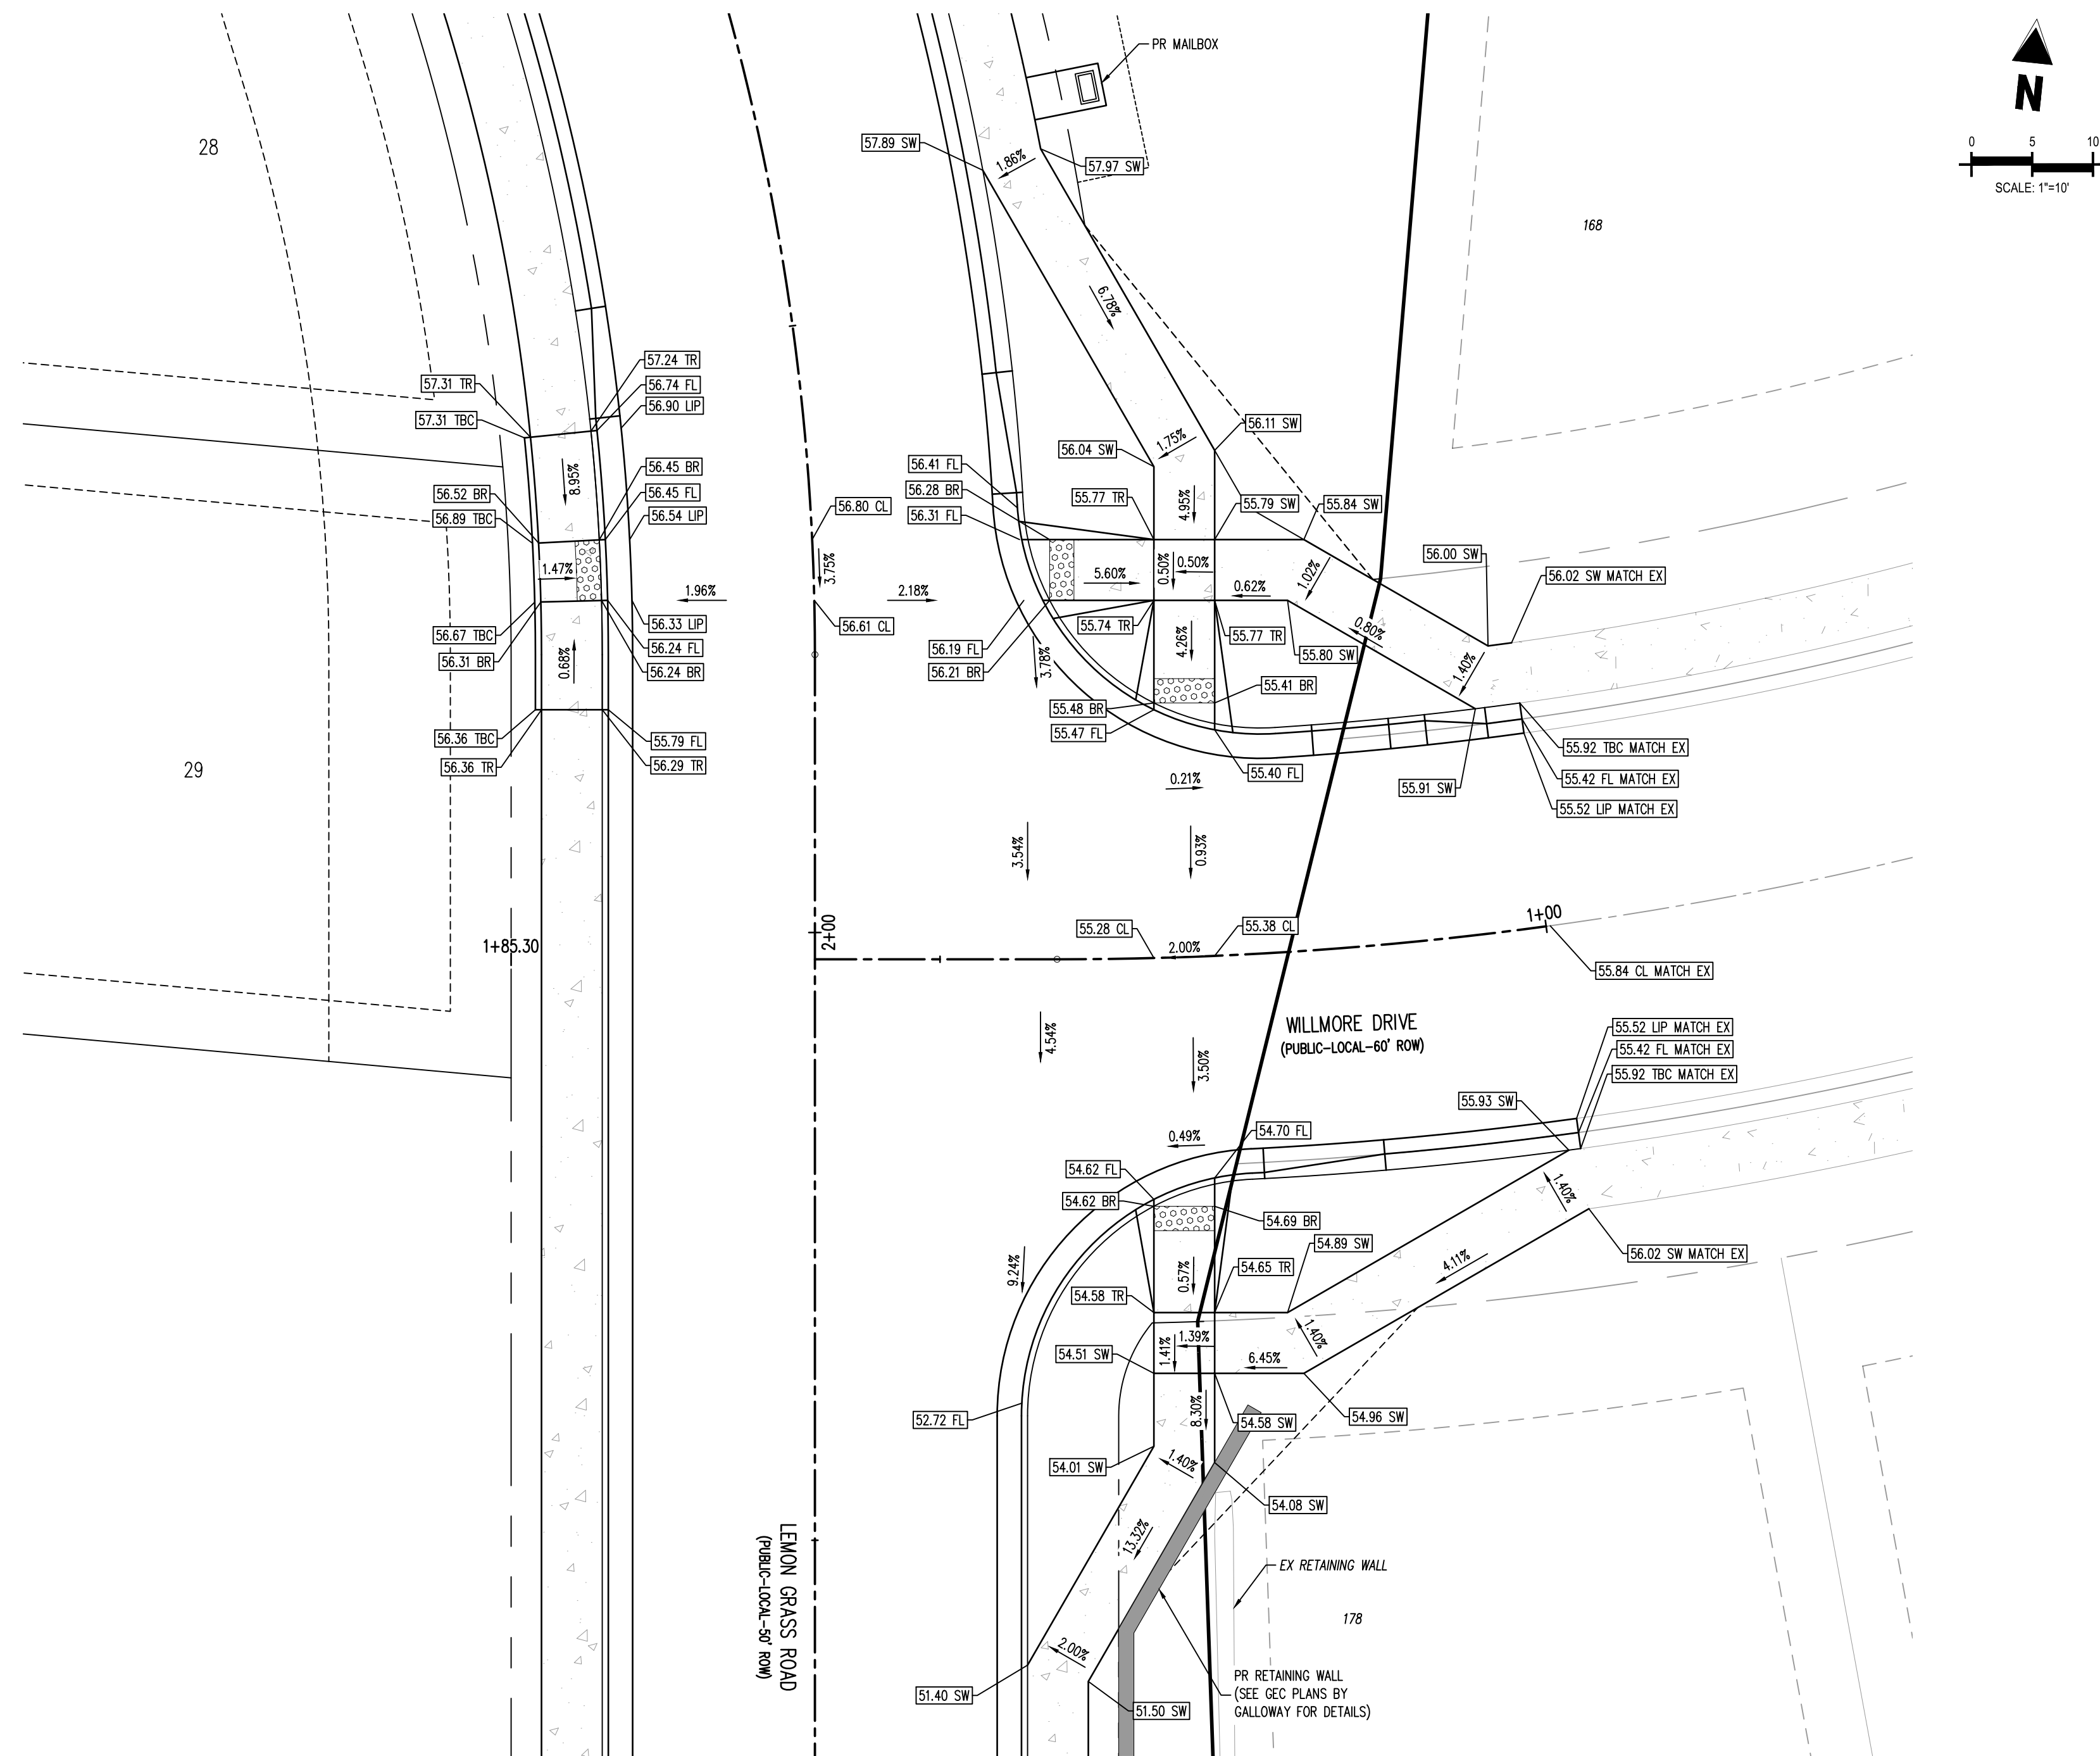 PR MAILBOX
N
0 5 10
SCALE: 1"=10'
28
57.89 SW
1.86%
57.97 SW
168
6.78%
57.31 TR
57.31 TBC
57.24 TR
56.74 FL
56.90 LIP
8.95%
56.52 BR
56.89 TBC
56.45 BR
56.45 FL
56.54 LIP
1.47%
56.67 TBC
56.31 BR
0.68%
56.33 LIP
56.24 FL
56.24 BR
56.36 TBC
56.36 TR
55.79 FL
56.29 TR
29
1.96%
56.80 CL
3.75%
56.61 CL
2.18%
56.41 FL
56.28 BR
56.31 FL
56.04 SW
1.75%
56.11 SW
55.77 TR
4.95%
55.79 SW
55.84 SW
56.00 SW
56.02 SW MATCH EX
5.60%
0.50%
0.50%
0.62%
1.02%
0.80%
1.40%
56.19 FL
56.21 BR
3.78%
55.74 TR
4.26%
55.77 TR
55.80 SW
55.48 BR
55.47 FL
55.41 BR
55.40 FL
55.91 SW
55.92 TBC MATCH EX
55.42 FL MATCH EX
55.52 LIP MATCH EX
0.21%
3.54%
0.93%
1+85.30
2+00
55.28 CL
2.00%
55.38 CL
1+00
55.84 CL MATCH EX
4.54%
3.50%
WILLMORE DRIVE
(PUBLIC-LOCAL-60' ROW)
55.52 LIP MATCH EX
55.42 FL MATCH EX
55.92 TBC MATCH EX
55.93 SW
0.49%
54.70 FL
54.62 FL
54.62 BR
54.69 BR
1.40%
56.02 SW MATCH EX
4.11%
54.89 SW
9.24%
0.57%
54.65 TR
54.58 TR
1.39%
1.41%
1.40%
54.51 SW
6.45%
52.72 FL
8.30%
54.58 SW
54.96 SW
54.01 SW
1.40%
54.08 SW
13.32%
LEMON GRASS ROAD
(PUBLIC-LOCAL-50' ROW)
EX RETAINING WALL
178
2.00%
51.40 SW
51.50 SW
PR RETAINING WALL
(SEE GEC PLANS BY
GALLOWAY FOR DETAILS)